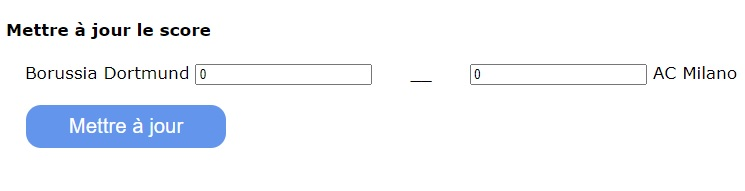 Mettre à jour le score
Borussia Dortmund 0 __ 0 AC Milano
Mettre à jour